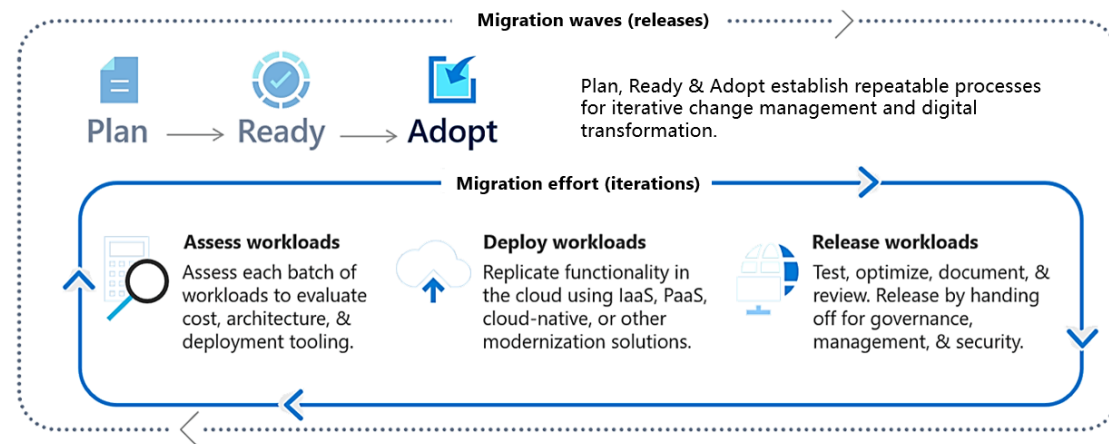 Migration waves (releases)
Plan
Ready
Adopt
Plan, Ready & Adopt establish repeatable processes
for iterative change management and digital
transformation.
Migration effort (iterations)
Assess workloads
Assess each batch of
workloads to evaluate
cost, architecture, &
deployment tooling.
Deploy workloads
Replicate functionality in
the cloud using IaaS, PaaS,
cloud-native, or other
modernization solutions.
Release workloads
Test, optimize, document, &
review. Release by handing
off for governance,
management, & security.